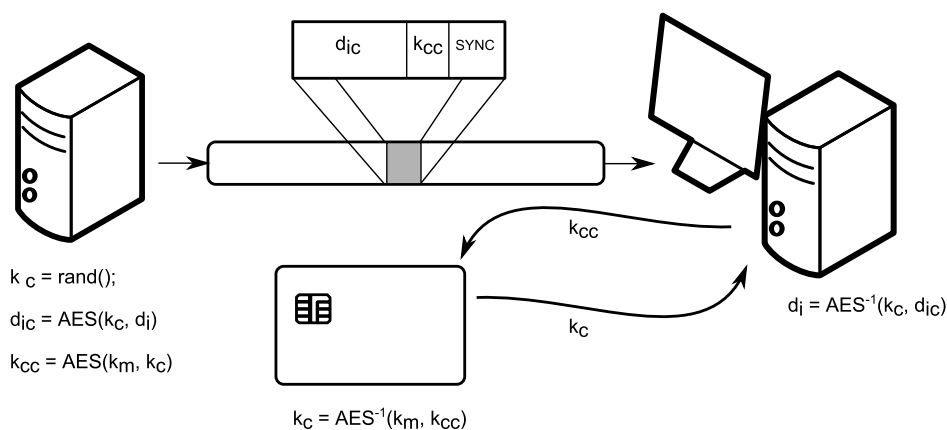 d_ic k_cc SYNC
k_cc
k_c
k_c = rand();
d_ic = AES(k_c, d_i)
k_cc = AES(k_m, k_c)
k_c = AES⁻¹(k_m, k_cc)
d_i = AES⁻¹(k_c, d_ic)